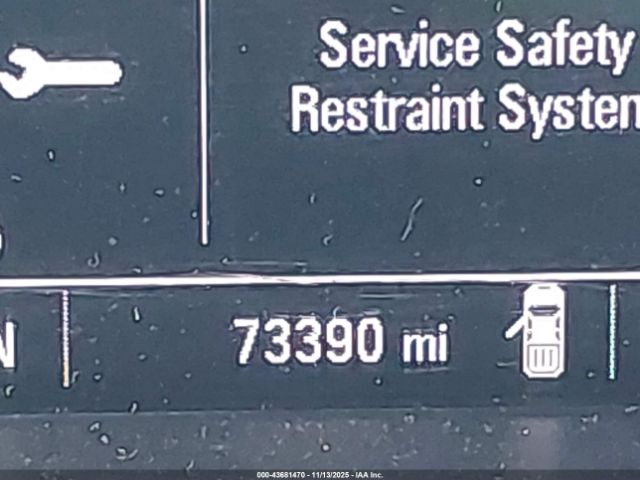 Service Safety
Restraint System
N
73390 mi
000-43681470 - 11/13/2025 - IAA Inc.